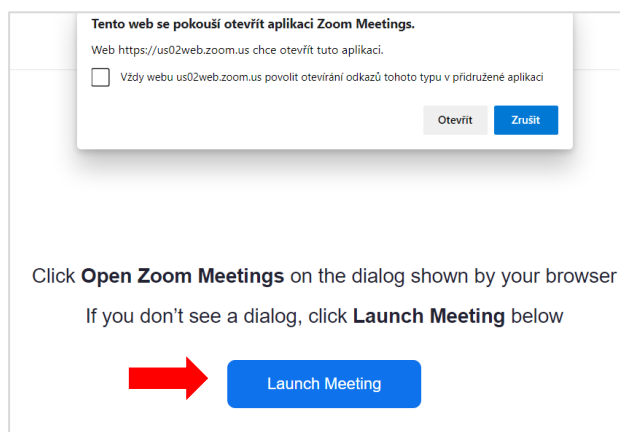 Tento web se pokouší otevřít aplikaci Zoom Meetings.
Web https://us02web.zoom.us chce otevřít tuto aplikaci.
Vždy webu us02web.zoom.us povolit otevírání odkazů tohoto typu v přidružené aplikaci
Otevřít Zrušit
Click Open Zoom Meetings on the dialog shown by your browser
If you don’t see a dialog, click Launch Meeting below
Launch Meeting